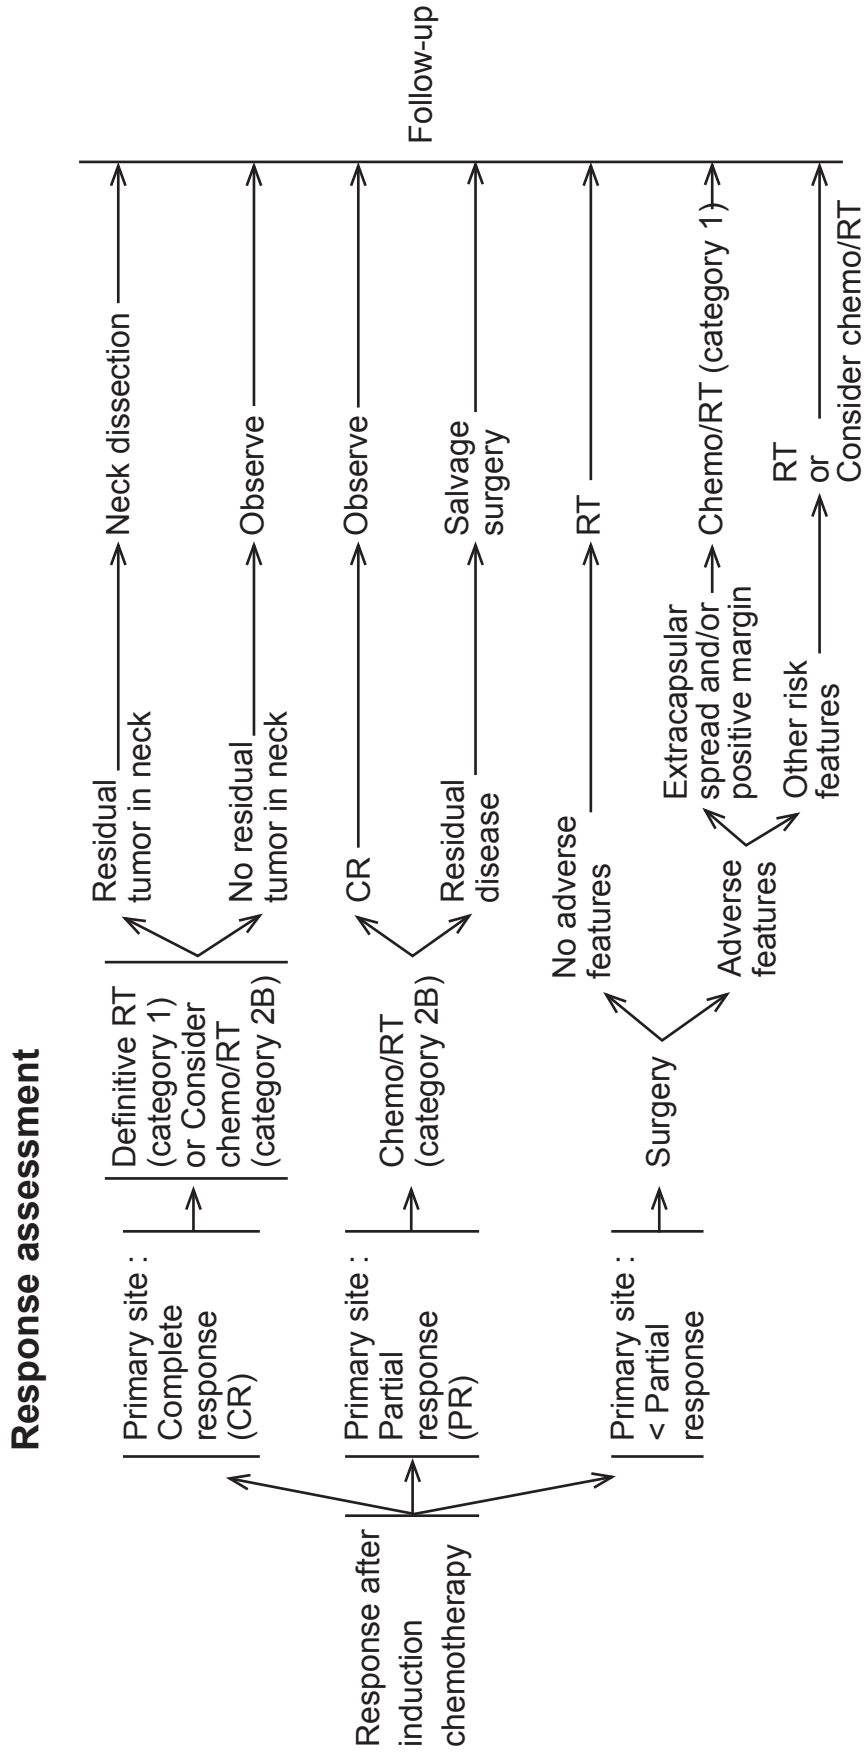 Response assessment
Response after
induction
chemotherapy
Primary site :
Complete
response
(CR)
Definitive RT
(category 1)
or Consider
chemo/RT
(category 2B)
Residual
tumor in neck
Neck dissection
No residual
tumor in neck
Observe
Primary site :
Partial
response
(PR)
Chemo/RT
(category 2B)
CR
Observe
Residual
disease
Salvage
surgery
Primary site :
< Partial
response
Surgery
No adverse
features
RT
Adverse
features
Extracapsular
spread and/or
positive margin
Chemo/RT (category 1)
Other risk
features
RT
or
Consider chemo/RT
Follow-up